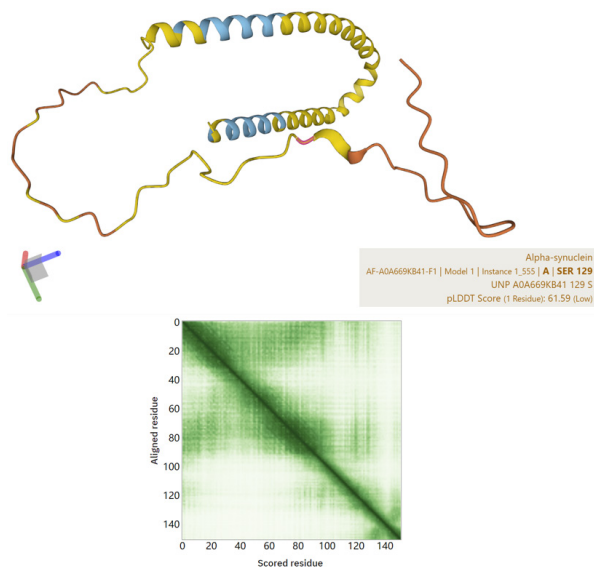 Alpha-synuclein
AF-A0A669KB41-F1 | Model 1 | Instance 1_555 | A | SER 129
UNP A0A669KB41 129 S
pLDDT Score (1 Residue): 61.59 (Low)
0
20
40
60
80
100
120
140
Aligned residue
0 20 40 60 80 100 120 140
Scored residue